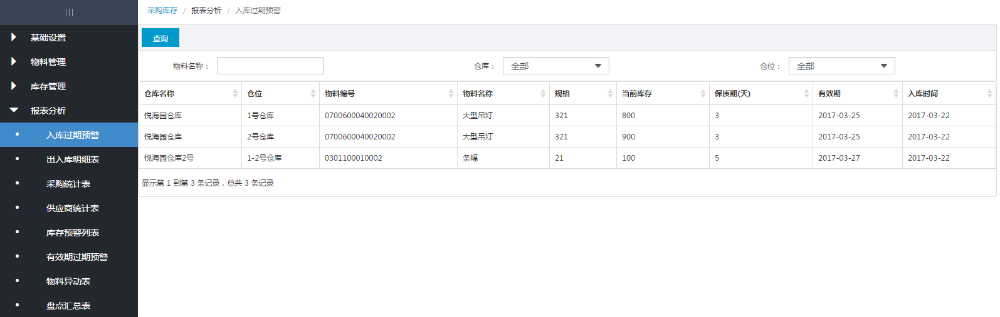 采购库存 / 报表分析 / 入库过期预警
基础设置
物料管理
库存管理
报表分析
入库过期预警
出入库明细表
采购统计表
供应商统计表
库存预警列表
有效期过期预警
物料异动表
盘点汇总表
查询
物料名称： 仓库： 全部 仓位： 全部
仓库名称 仓位 物料编号 物料名称 规格 当前库存 保质期(天) 有效期 入库时间
悦海园仓库 1号仓库 0700600040020002 大型吊灯 321 800 3 2017-03-25 2017-03-22
悦海园仓库 2号仓库 0700600040020002 大型吊灯 321 900 3 2017-03-25 2017-03-22
悦海园仓库2号 1-2号仓库 0301100010002 条幅 21 100 5 2017-03-27 2017-03-22
显示第 1 到第 3 条记录，总共 3 条记录